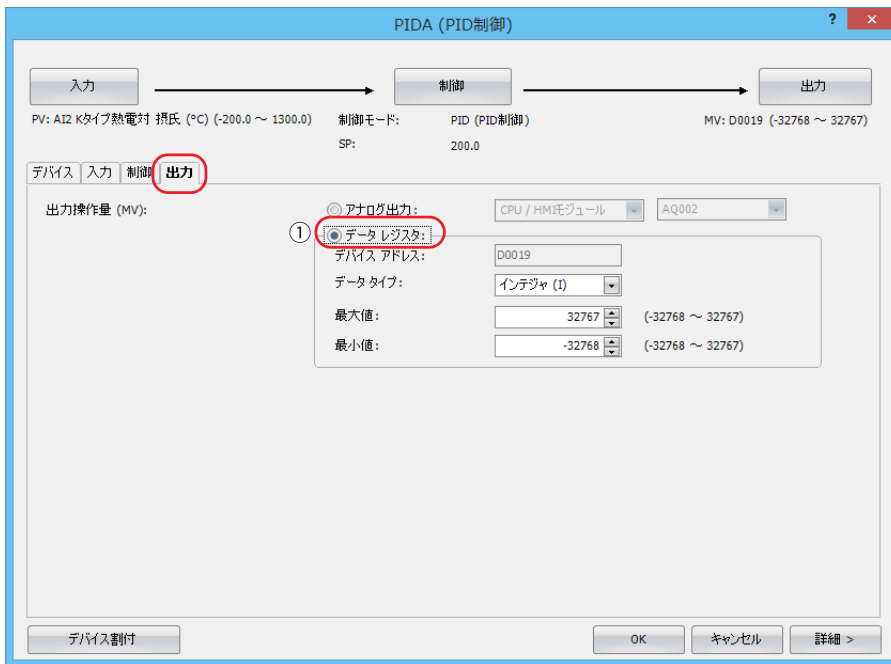 PIDA (PID制御)
? ×
入力 制御 出力
PV: AI2 Kタイプ熱電対 摂氏 (°C) (-200.0 ～ 1300.0) 制御モード: PID (PID制御) MV: D0019 (-32768 ～ 32767)
SP: 200.0
デバイス 入力 制御 出力
出力操作量 (MV): アナログ出力: CPU / HMIモジュール AQ002
① データ レジスタ:
デバイス アドレス: D0019
データ タイプ: インテジャ (I)
最大値: 32767 (-32768 ～ 32767)
最小値: -32768 (-32768 ～ 32767)
デバイス割付 OK キャンセル 詳細 >